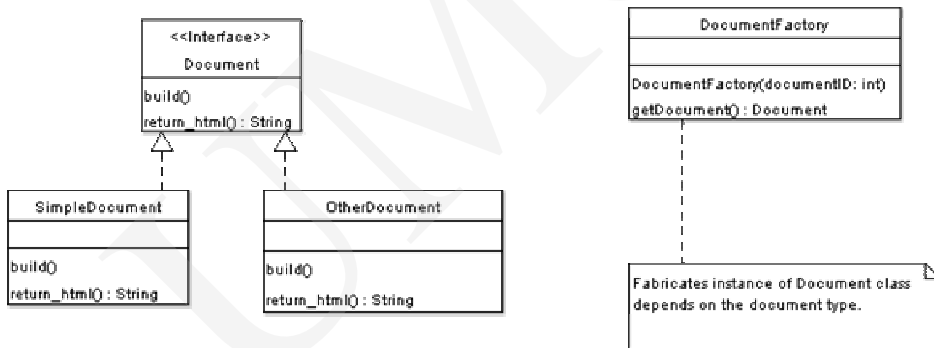 <<Interface>>
Document
build()
return_html() : String
SimpleDocument
build()
return_html() : String
OtherDocument
build()
return_html() : String
DocumentFactory
DocumentFactory(documentID: int)
getDocument() : Document
Fabricates instance of Document class
depends on the document type.
UM